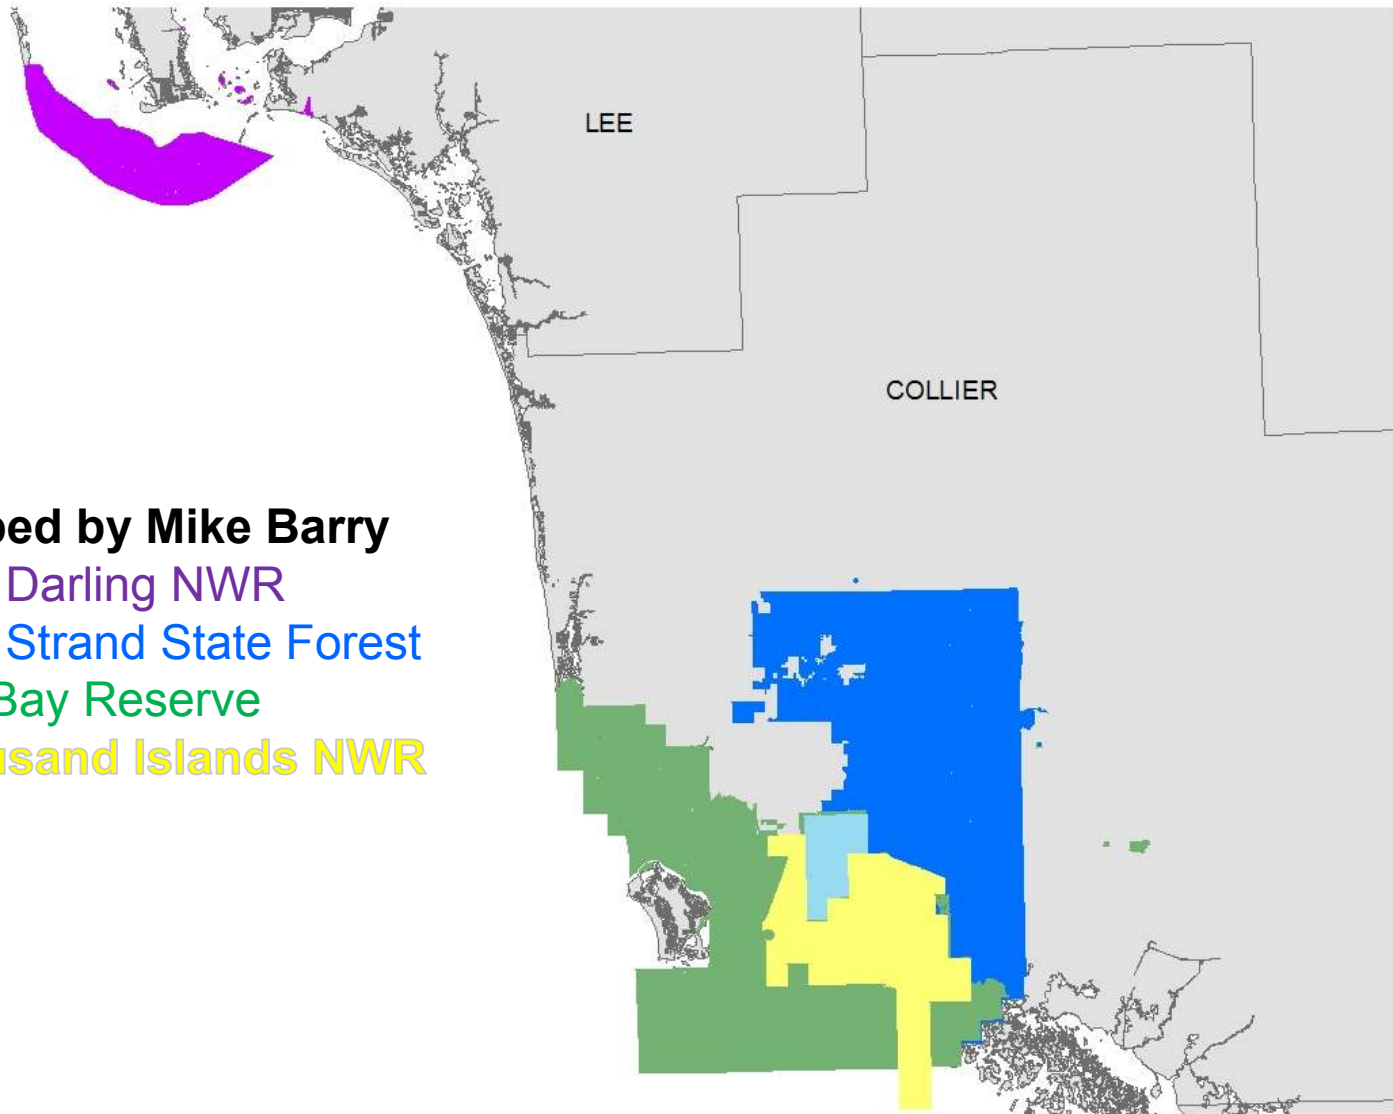 LEE
COLLIER
ped by Mike Barry
Darling NWR
Strand State Forest
Bay Reserve
usand Islands NWR